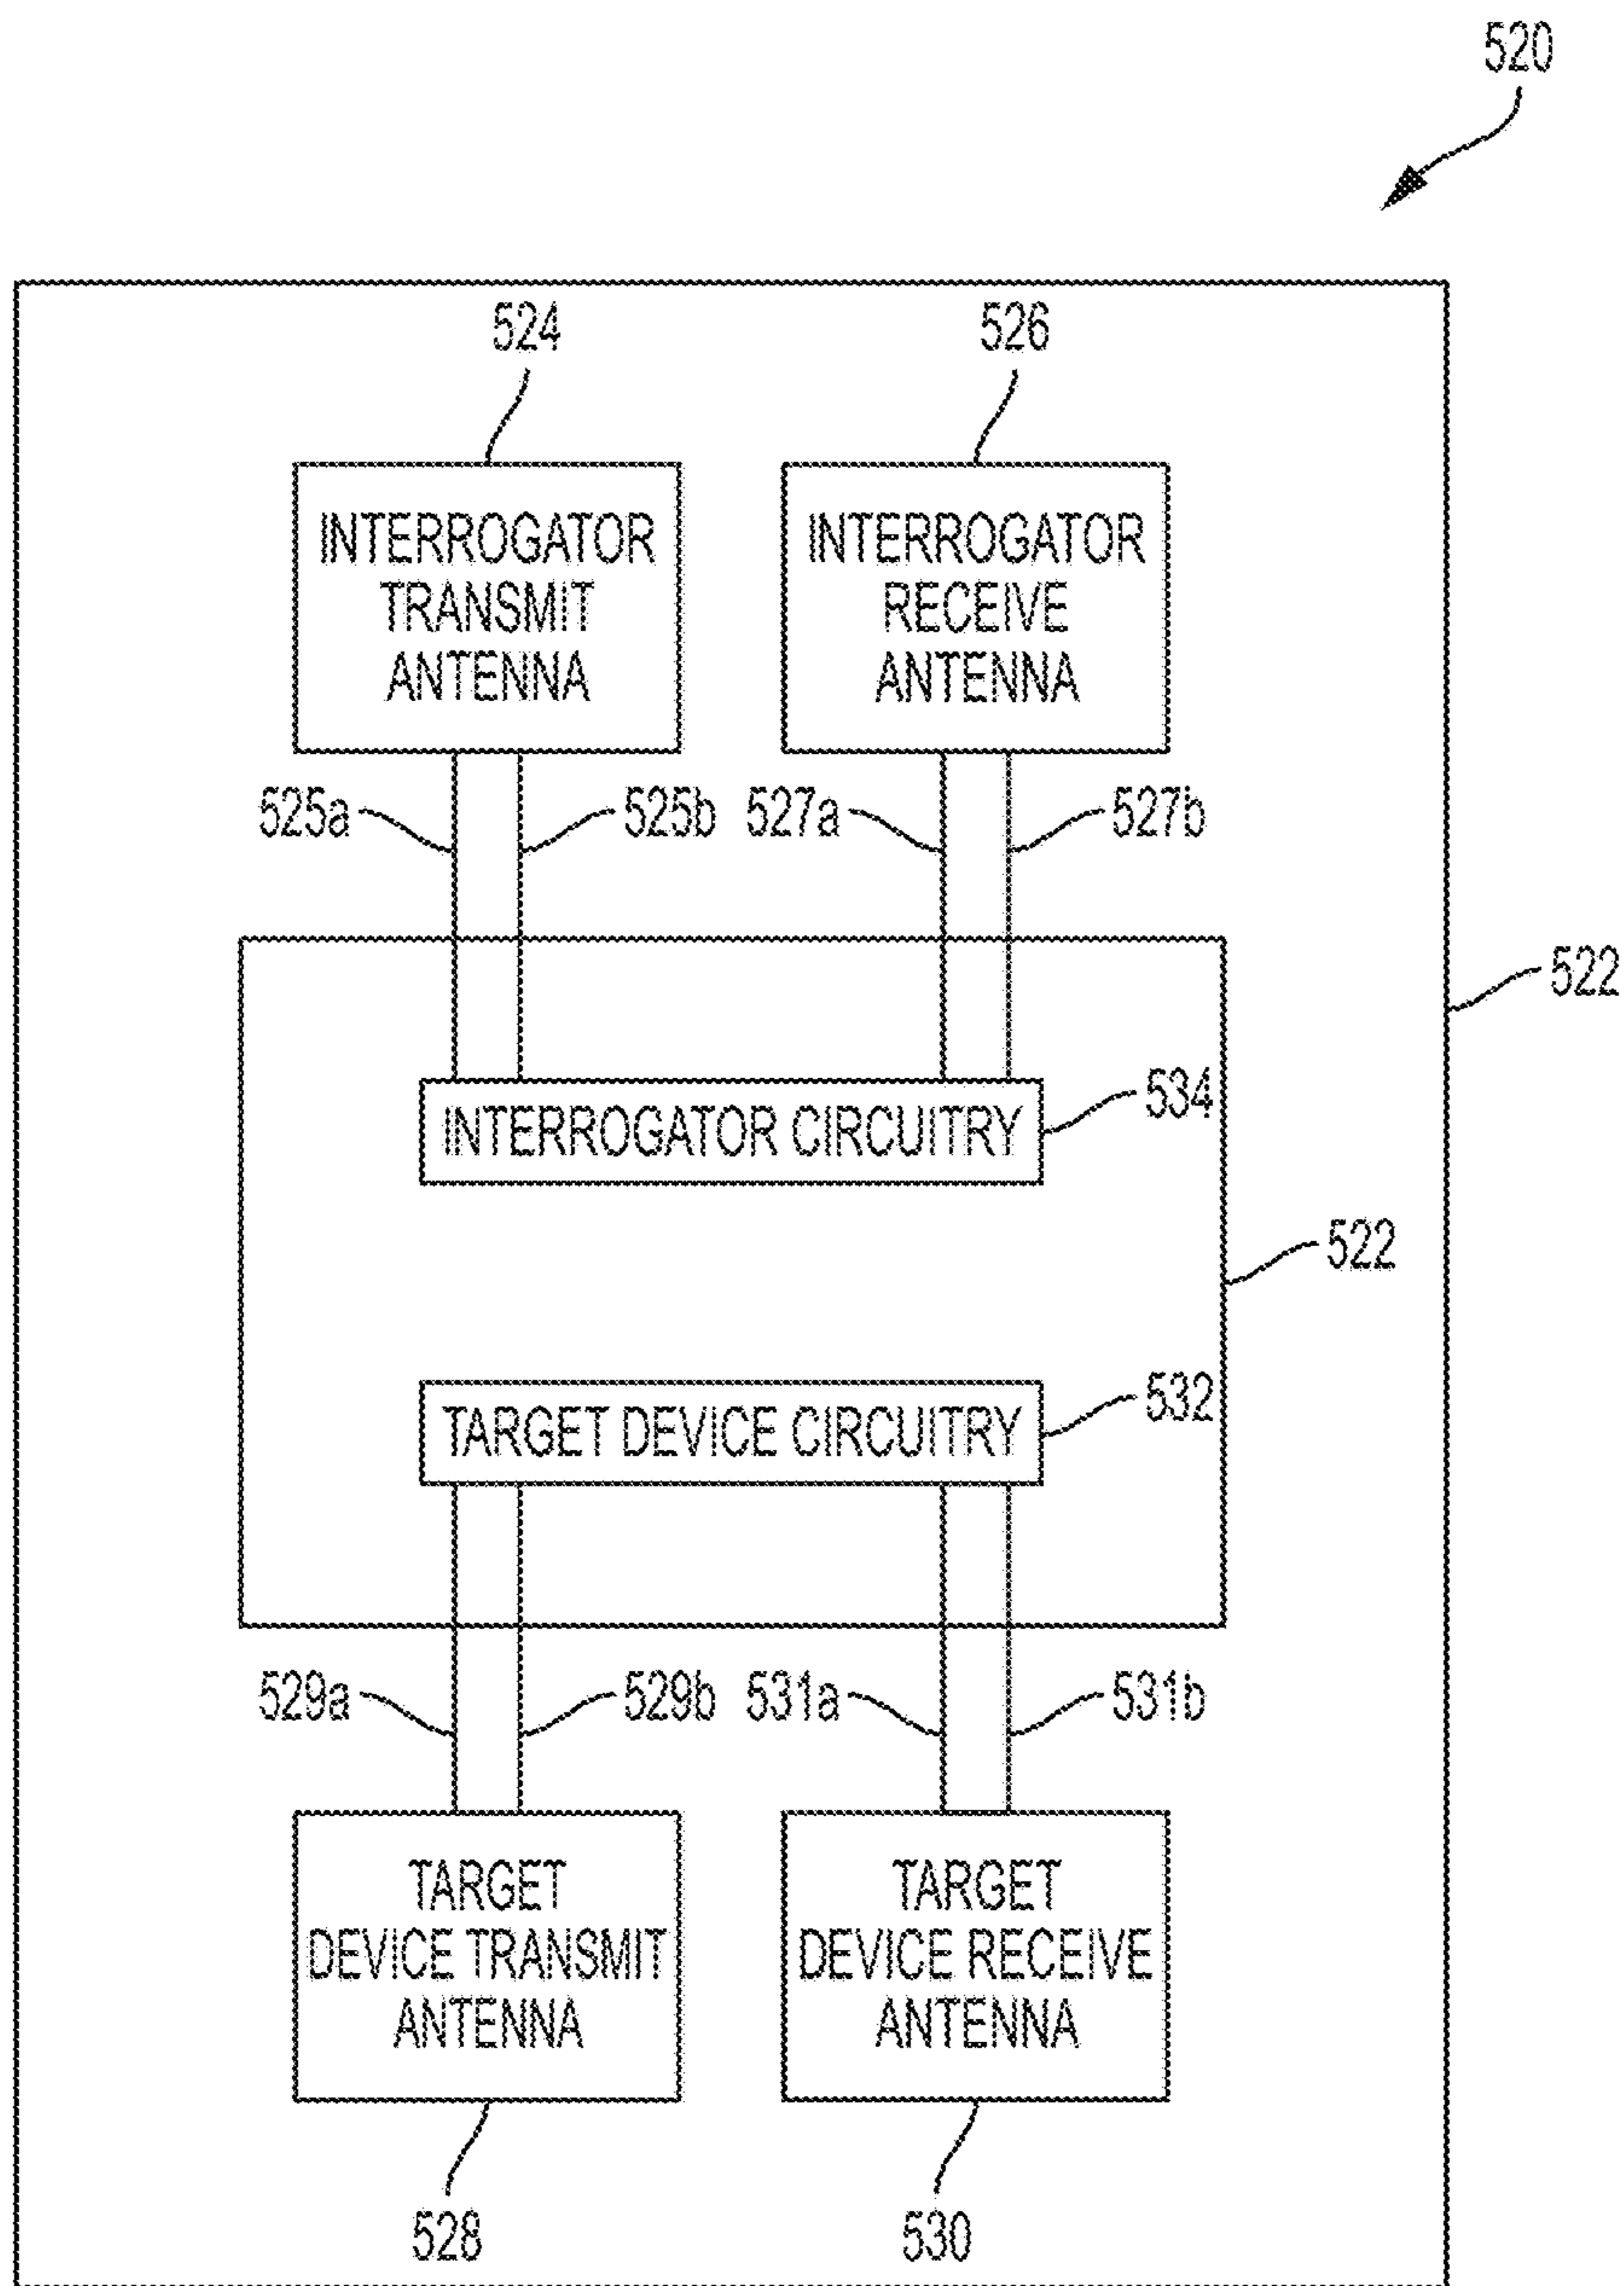 520
524
526
INTERROGATOR
TRANSMIT
ANTENNA
INTERROGATOR
RECEIVE
ANTENNA
525a
525b
527a
527b
522
534
INTERROGATOR CIRCUITRY
522
532
TARGET DEVICE CIRCUITRY
529a
529b
531a
531b
TARGET
DEVICE TRANSMIT
ANTENNA
TARGET
DEVICE RECEIVE
ANTENNA
528
530